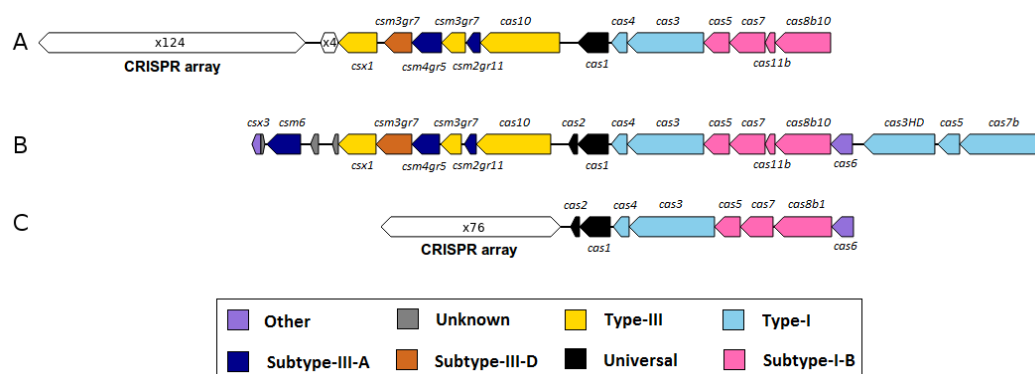 csm3gr7 csm3gr7 cas10 cas4 cas3 cas5 cas7 cas8b10
A x124 x4
CRISPR array csx1 csm4gr5 csm2gr11 cas1 cas11b
csx3 csm6 csm3gr7 csm3gr7 cas10 cas2 cas4 cas3 cas5 cas7 cas8b10 cas3HD cas5 cas7b
B
csx1 csm4gr5 csm2gr11 cas1 cas11b cas6
cas2 cas4 cas3 cas5 cas7 cas8b1
C x76
CRISPR array cas1 cas6
Other Unknown Type-III Type-I
Subtype-III-A Subtype-III-D Universal Subtype-I-B